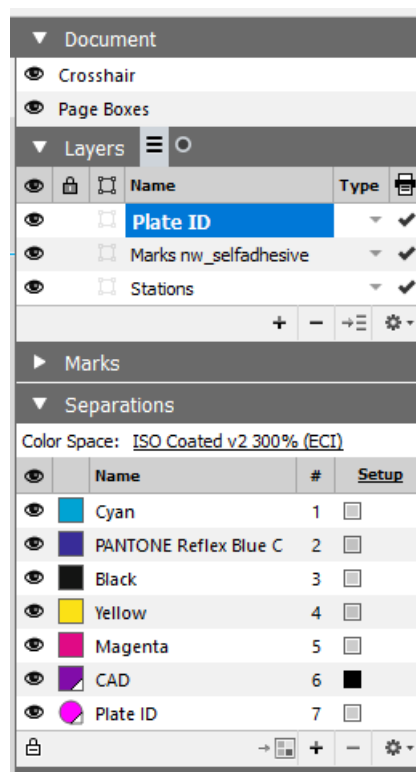 Document
Crosshair
Page Boxes
Layers
Name Type
Plate ID
Marks nw_selfadhesive
Stations
Marks
Separations
Color Space: ISO Coated v2 300% (ECI)
Name # Setup
Cyan 1
PANTONE Reflex Blue C 2
Black 3
Yellow 4
Magenta 5
CAD 6
Plate ID 7